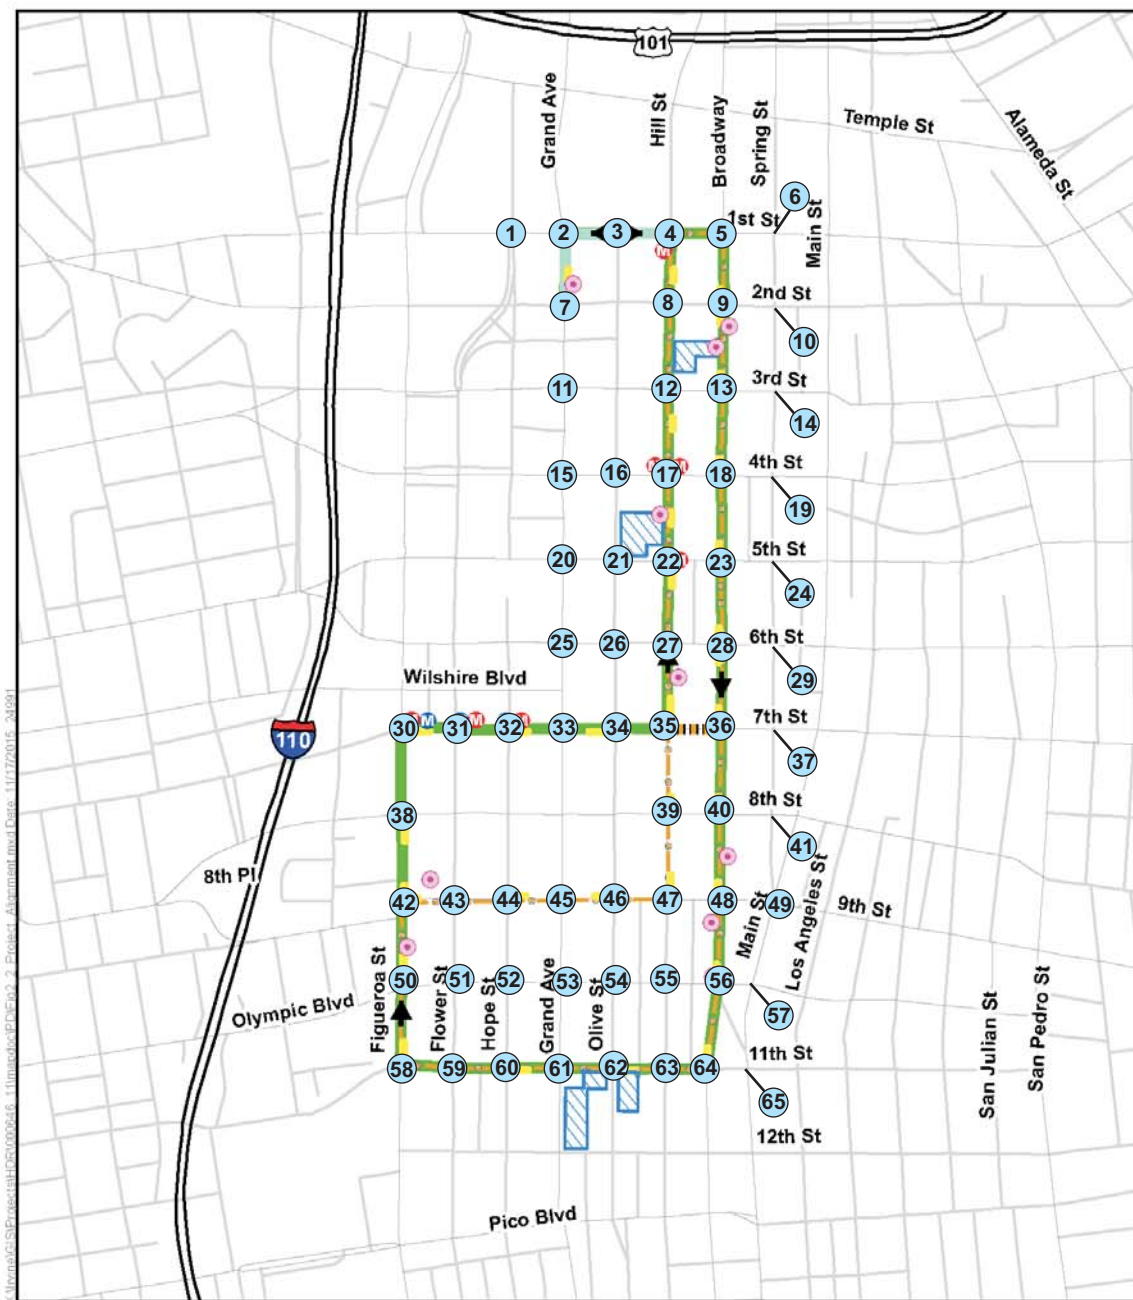 101
Grand Ave
Hill St
Broadway
Spring St
Temple St
Alameda St
6
1st St
Main St
1
2
3
4
5
M
2nd St
7
8
9
10
3rd St
11
12
13
14
4th St
15
16
17
18
19
5th St
20
21
22
23
24
6th St
25
26
27
28
29
Wilshire Blvd
7th St
30
M
31
32
33
34
35
36
37
110
8th St
38
39
40
41
8th Pl
Main St
Los Angeles St
9th St
42
43
44
45
46
47
48
49
Olympic Blvd
Figueroa St
Flower St
Hope St
Grand Ave
Olive St
50
51
52
53
54
55
56
57
San Julian St
San Pedro St
11th St
58
59
60
61
62
63
64
65
12th St
Pico Blvd